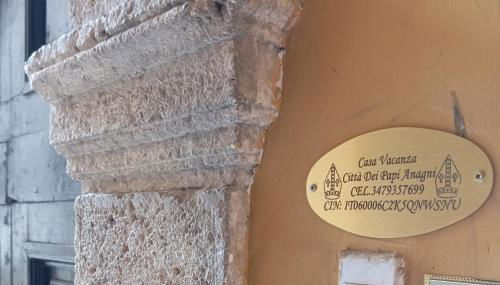 Casa Vacanza
Città Dei Papi Anagni
CEL.3479357699
CIN: IT060006C2K5QNWSNU